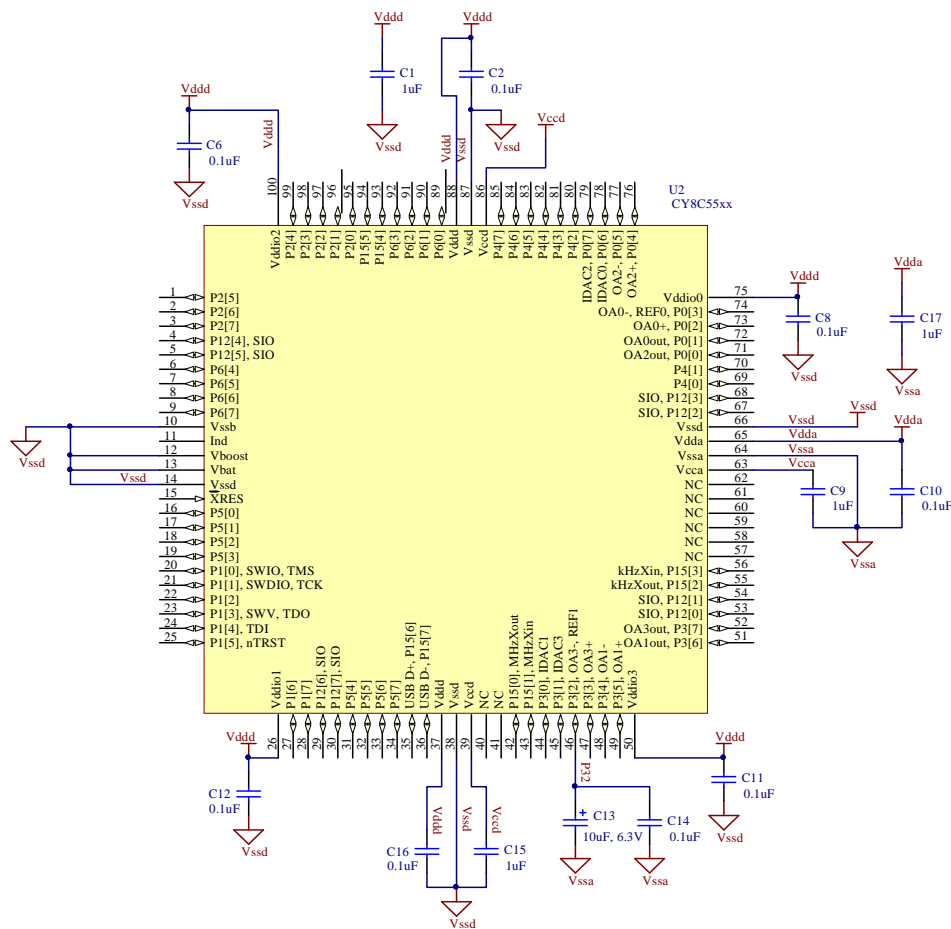 Vddd
Vddd
C1
1uF
C2
0.1uF
Vssd
Vssd
Vddd
Vddd
C6
0.1uF
Vssd
Vddd
Vssd
Vccd
U2
CY8C55xx
100
99
98
97
96
95
94
93
92
91
90
89
88
87
86
85
84
83
82
81
80
79
78
77
76
Vddio2
P2[4]
P2[3]
P2[2]
P2[1]
P2[0]
P15[5]
P15[4]
P6[3]
P6[2]
P6[1]
P6[0]
Vddd
Vssd
Vccd
P4[7]
P4[6]
P4[5]
P4[4]
P4[3]
P4[2]
IDAC2, P0[7]
IDAC0, P0[6]
OA2-, P0[5]
OA2+, P0[4]
1 P2[5]
2 P2[6]
3 P2[7]
4 P12[4], SIO
5 P12[5], SIO
6 P6[4]
7 P6[5]
8 P6[6]
9 P6[7]
10 Vssb
11 Ind
12 Vboost
13 Vbat
14 Vssd
15 XRES
16 P5[0]
17 P5[1]
18 P5[2]
19 P5[3]
20 P1[0], SWIO, TMS
21 P1[1], SWDIO, TCK
22 P1[2]
23 P1[3], SWV, TDO
24 P1[4], TDI
25 P1[5], nTRST
Vssd
Vssd
Vddio0 75
OA0-, REF0, P0[3] 74
OA0+, P0[2] 73
OA0out, P0[1] 72
OA2out, P0[0] 71
P4[1] 70
P4[0] 69
SIO, P12[3] 68
SIO, P12[2] 67
Vssd 66
Vdda 65
Vssa 64
Vcca 63
NC 62
NC 61
NC 60
NC 59
NC 58
NC 57
kHzXin, P15[3] 56
kHzXout, P15[2] 55
SIO, P12[1] 54
SIO, P12[0] 53
OA3out, P3[7] 52
OA1out, P3[6] 51
Vddd
C8
0.1uF
Vssd
Vdda
C17
1uF
Vssa
Vssd
Vssd
Vdda
Vdda
Vssa
Vcca
C9
1uF
C10
0.1uF
Vssa
Vddio1
P1[6]
P1[7]
P12[6], SIO
P12[7], SIO
P5[4]
P5[5]
P5[6]
P5[7]
USB D+, P15[6]
USB D-, P15[7]
Vddd
Vssd
Vccd
NC
NC
P15[0], MHzXout
P15[1], MHzXin
P3[0], IDAC1
P3[1], IDAC3
P3[2], OA3-, REF1
P3[3], OA3+
P3[4], OA1-
P3[5], OA1+
Vddio3
26
27
28
29
30
31
32
33
34
35
36
37
38
39
40
41
42
43
44
45
46
47
48
49
50
Vddd
C12
0.1uF
Vssd
Vddd
Vssd
Vccd
C16
0.1uF
C15
1uF
Vssd
P32
C13
10uF, 6.3V
Vssa
C14
0.1uF
Vssa
Vddd
C11
0.1uF
Vssd